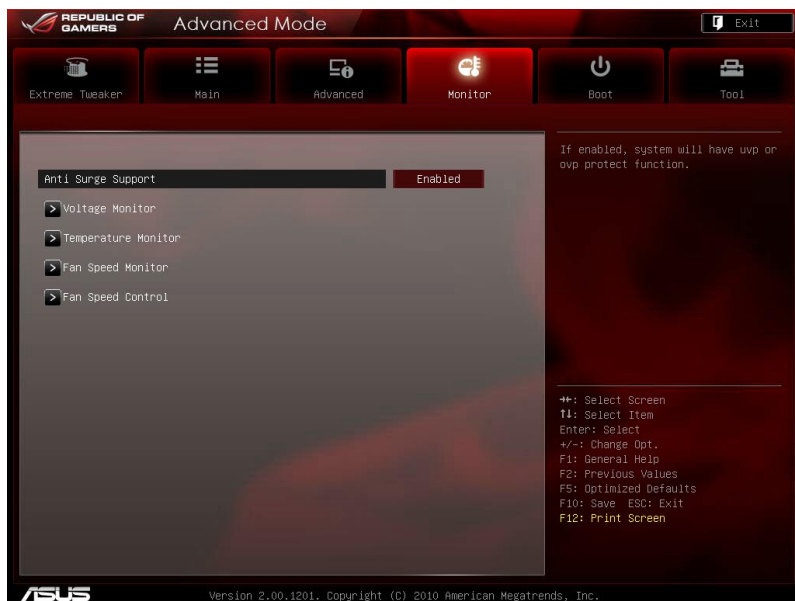 REPUBLIC OF
GAMERS
Advanced Mode
Exit
Extreme Tweaker
Main
Advanced
Monitor
Boot
Tool
Anti Surge Support
Enabled
> Voltage Monitor
> Temperature Monitor
> Fan Speed Monitor
> Fan Speed Control
If enabled, system will have uvp or
ovp protect function.
→←: Select Screen
↑↓: Select Item
Enter: Select
+/-: Change Opt.
F1: General Help
F2: Previous Values
F5: Optimized Defaults
F10: Save ESC: Exit
F12: Print Screen
ASUS
Version 2.00.1201. Copyright (C) 2010 American Megatrends, Inc.